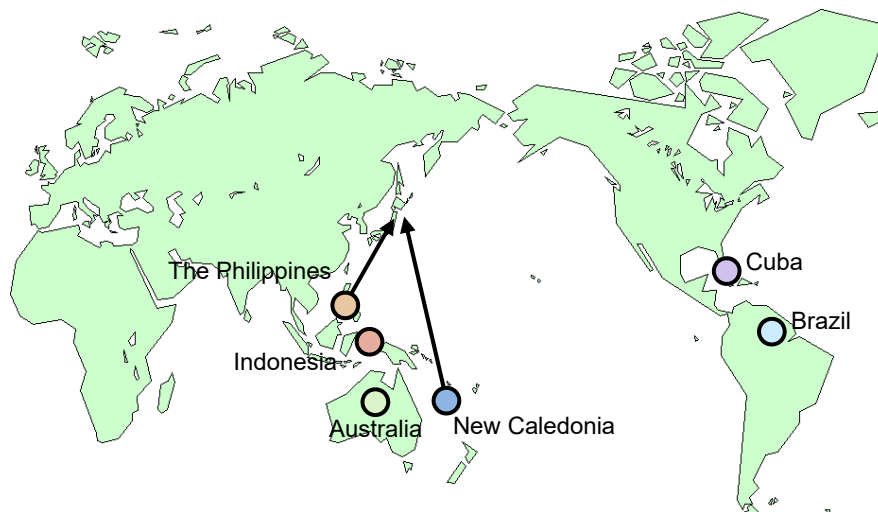 The Philippines
Cuba
Brazil
Indonesia
Australia
New Caledonia